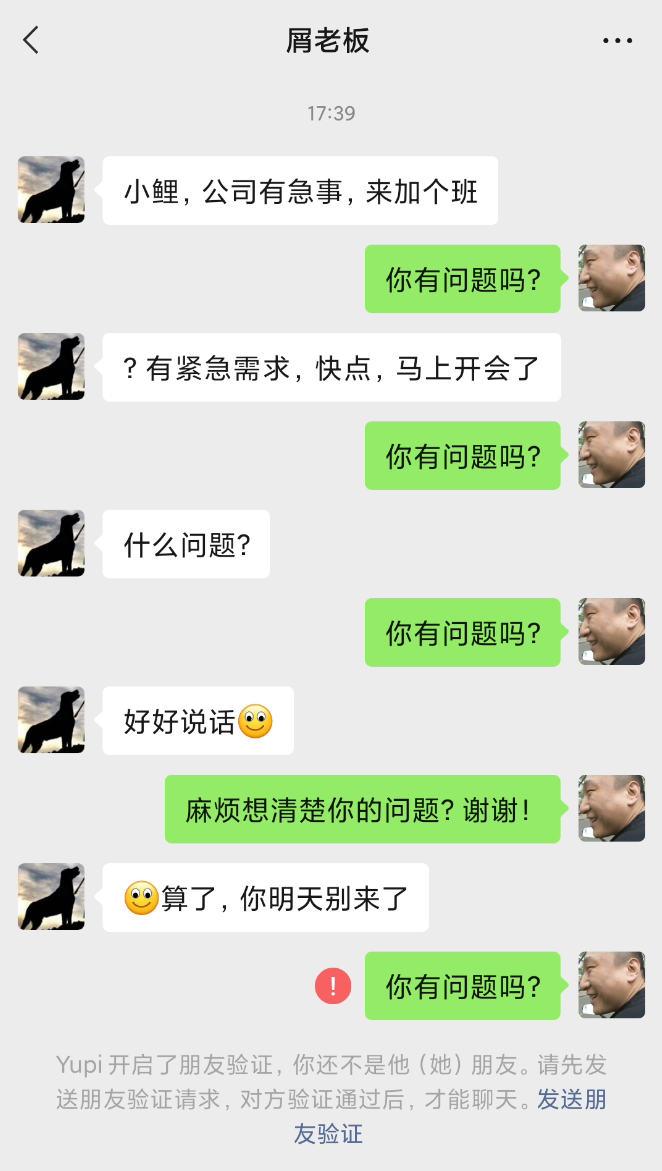 屑老板
17:39
小鲤，公司有急事，来加个班
你有问题吗？
？有紧急需求，快点，马上开会了
你有问题吗？
什么问题？
你有问题吗？
好好说话
麻烦想清楚你的问题？谢谢！
算了，你明天别来了
你有问题吗？
Yupi 开启了朋友验证，你还不是他（她）朋友。请先发
送朋友验证请求，对方验证通过后，才能聊天。发送朋
友验证